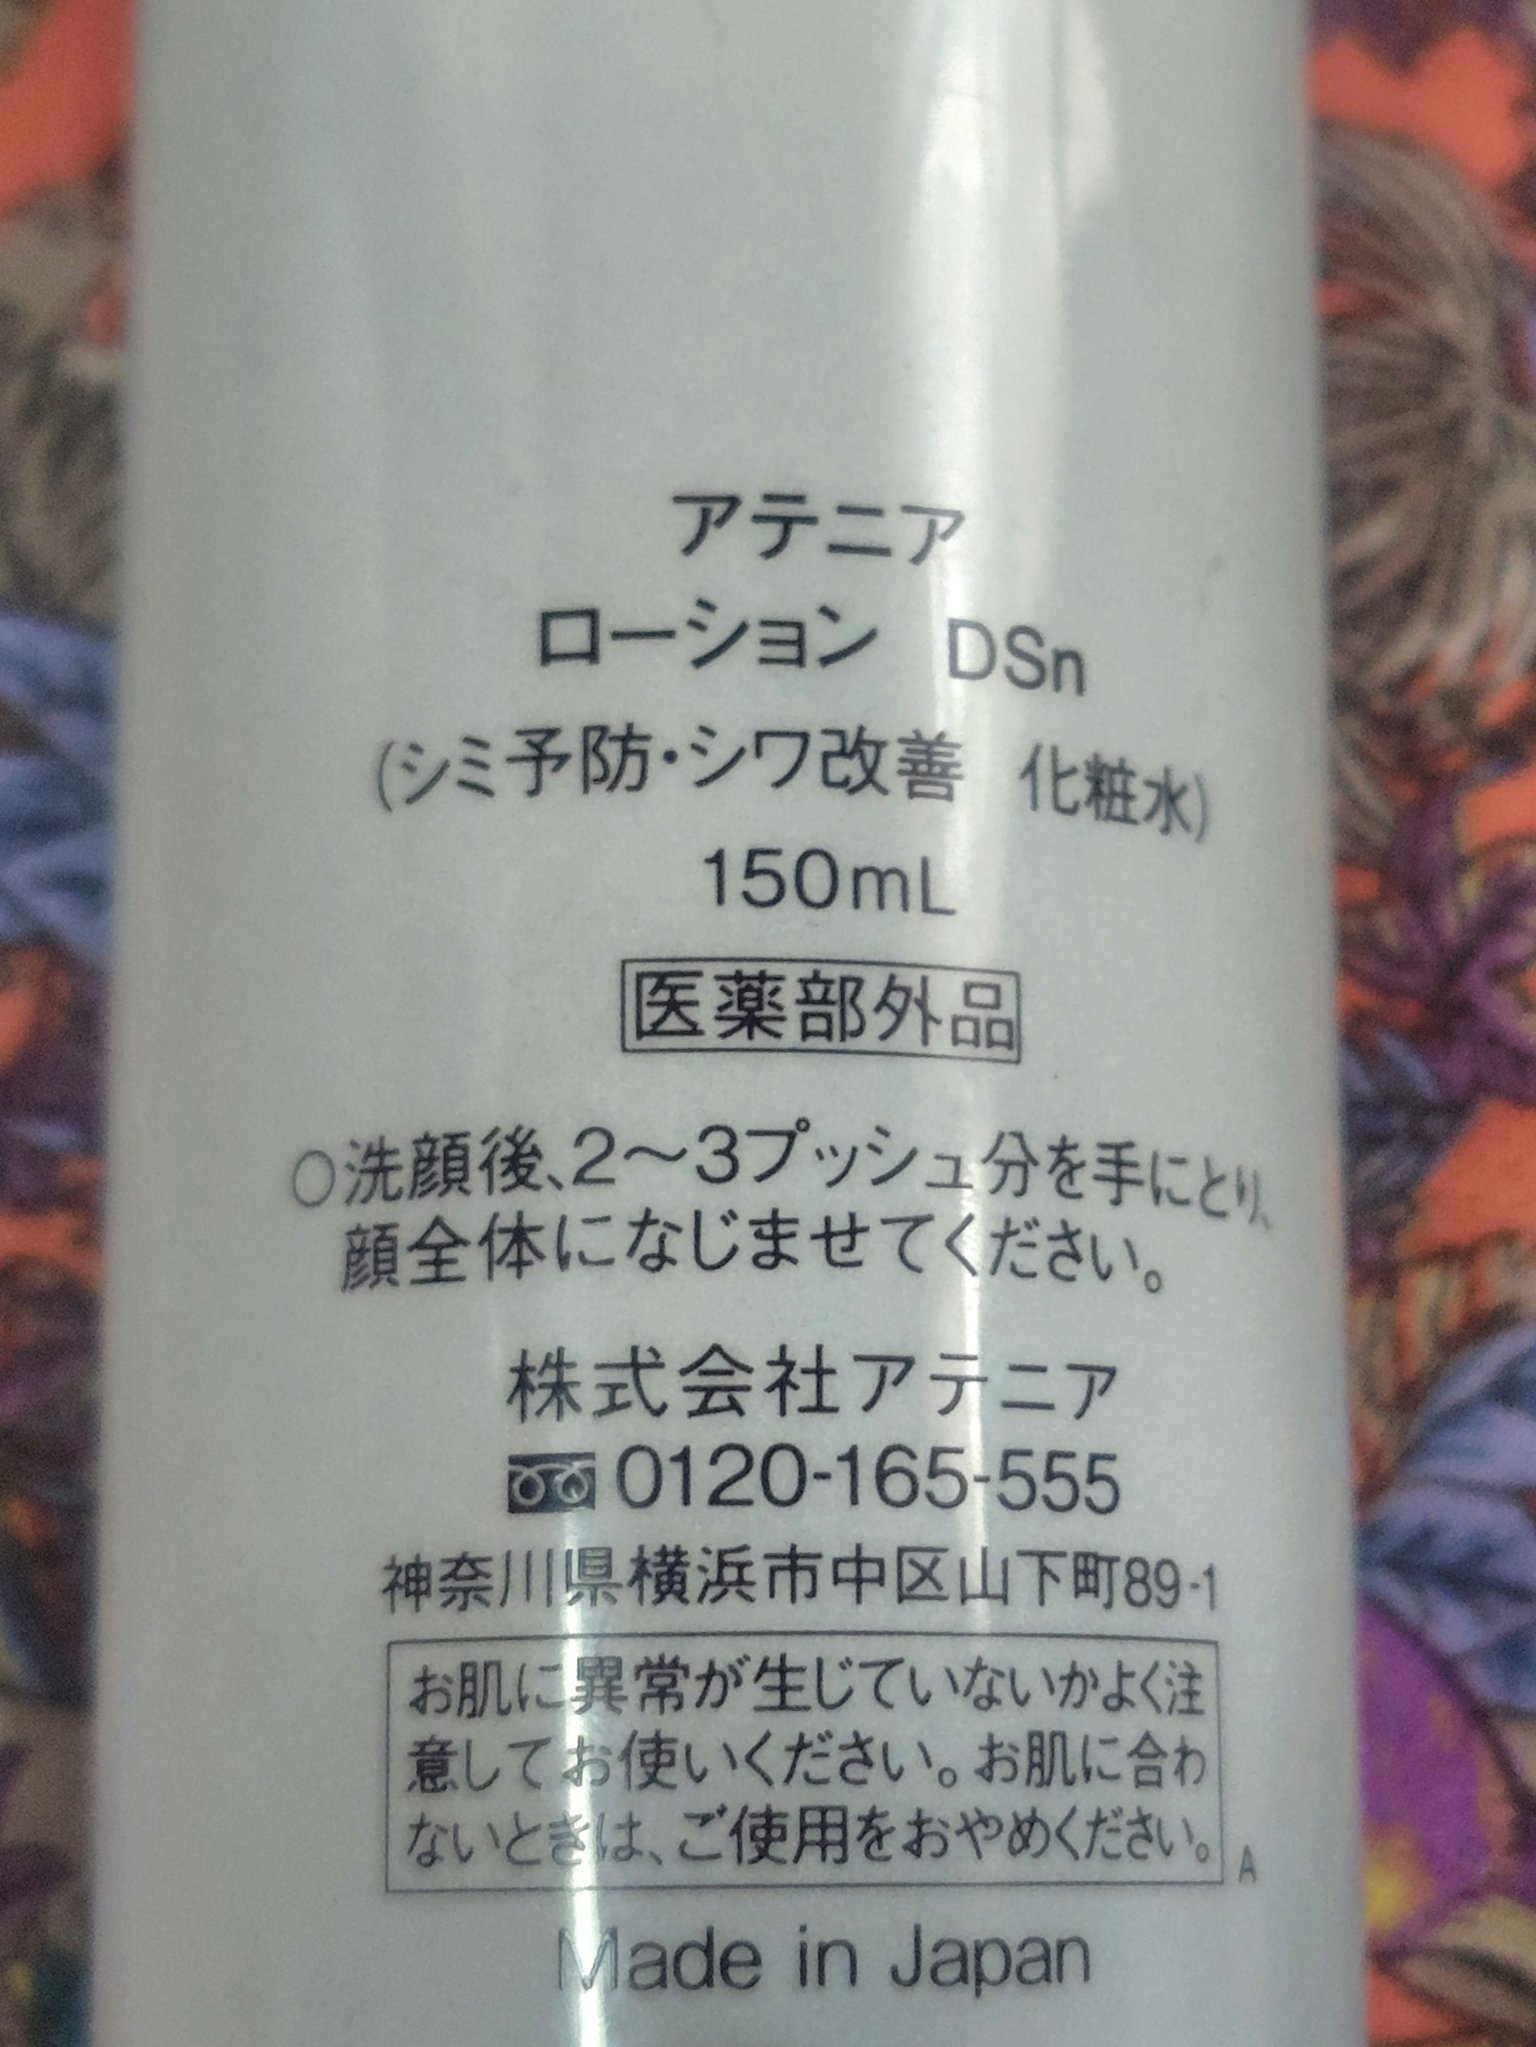 アテニア
ローション DSn
(シミ予防・シワ改善 化粧水)
150mL
医薬部外品
○洗顔後、2〜3プッシュ分を手にとり、
顔全体になじませてください。
株式会社アテニア
0120-165-555
神奈川県横浜市中区山下町89-1
お肌に異常が生じていないかよく注
意してお使いください。お肌に合わ
ないときは、ご使用をおやめください。
A
Made in Japan